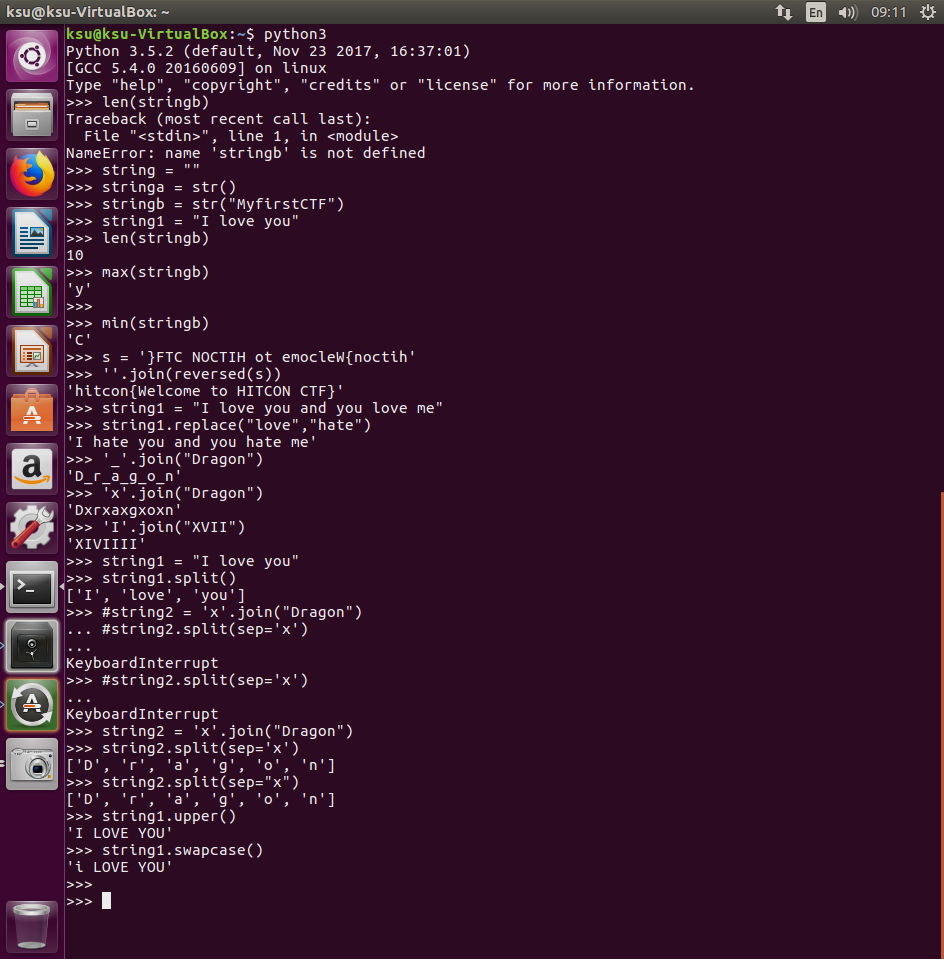 ksu@ksu-VirtualBox: ~
En
09:11
ksu@ksu-VirtualBox:~$ python3
Python 3.5.2 (default, Nov 23 2017, 16:37:01)
[GCC 5.4.0 20160609] on linux
Type "help", "copyright", "credits" or "license" for more information.
>>> len(stringb)
Traceback (most recent call last):
  File "<stdin>", line 1, in <module>
NameError: name 'stringb' is not defined
>>> string = ""
>>> stringa = str()
>>> stringb = str("MyfirstCTF")
>>> string1 = "I love you"
>>> len(stringb)
10
>>> max(stringb)
'y'
>>>
>>> min(stringb)
'C'
>>> s = '}FTC NOCTIH ot emocleW{noctih'
>>> ''.join(reversed(s))
'hitcon{Welcome to HITCON CTF}'
>>> string1 = "I love you and you love me"
>>> string1.replace("love","hate")
'I hate you and you hate me'
>>> '_'.join("Dragon")
'D_r_a_g_o_n'
>>> 'x'.join("Dragon")
'Dxrxaxgxoxn'
>>> 'I'.join("XVII")
'XIVIIII'
>>> string1 = "I love you"
>>> string1.split()
['I', 'love', 'you']
>>> #string2 = 'x'.join("Dragon")
... #string2.split(sep='x')
...
KeyboardInterrupt
>>> #string2.split(sep='x')
...
KeyboardInterrupt
>>> string2 = 'x'.join("Dragon")
>>> string2.split(sep='x')
['D', 'r', 'a', 'g', 'o', 'n']
>>> string2.split(sep="x")
['D', 'r', 'a', 'g', 'o', 'n']
>>> string1.upper()
'I LOVE YOU'
>>> string1.swapcase()
'i LOVE YOU'
>>>
>>>